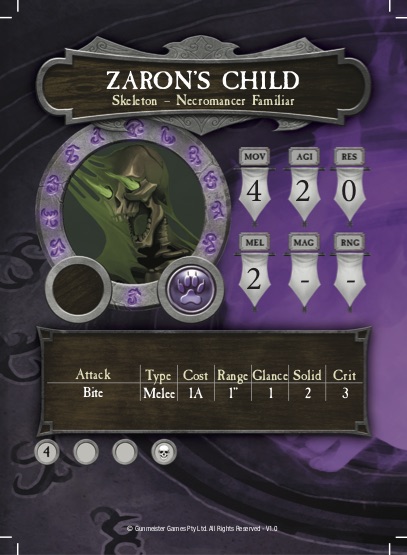 ZARON'S CHILD
Skeleton – Necromancer Familiar
MOV AGI RES
4 2 0
MEL MAG RNG
2 - -
Attack Type Cost Range Glance Solid Crit
Bite Melee 1A 1" 1 2 3
4
© Gunmeister Games Pty Ltd. All Rights Reserved - V1.0